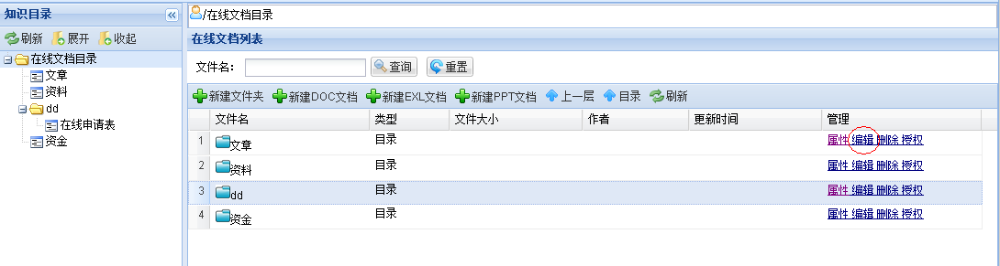 知识目录
刷新 展开 收起
在线文档目录
文章
资料
dd
在线申请表
资金
/在线文档目录
在线文档列表
文件名: 查询 重置
新建文件夹 新建DOC文档 新建EXL文档 新建PPT文档 上一层 目录 刷新
文件名 类型 文件大小 作者 更新时间 管理
1 文章 目录 属性 编辑 删除 授权
2 资料 目录 属性 编辑 删除 授权
3 dd 目录 属性 编辑 删除 授权
4 资金 目录 属性 编辑 删除 授权